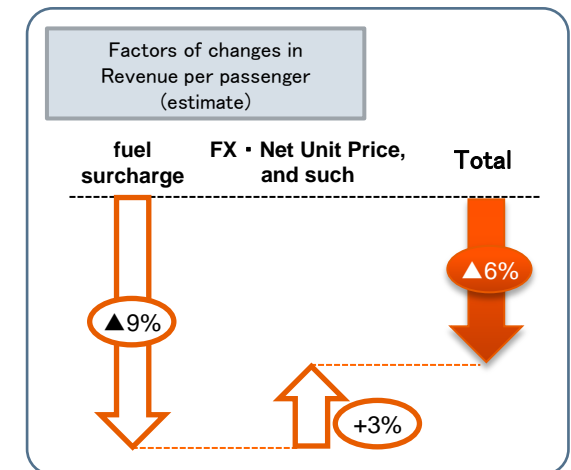 Factors of changes in
Revenue per passenger
(estimate)
fuel
surcharge
FX・Net Unit Price,
and such
Total
▲9%
+3%
▲6%